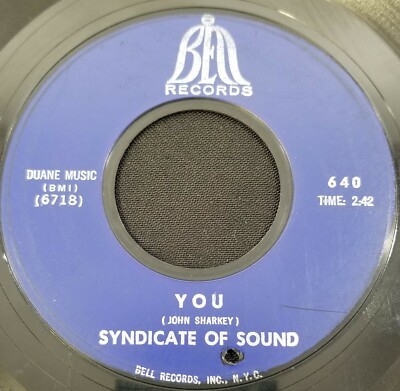 BELL
RECORDS
DUANE MUSIC
(BMI)
(6718)
640
TIME: 2:42
YOU
(JOHN SHARKEY)
SYNDICATE OF SOUND
BELL RECORDS, INC., N.Y.C.